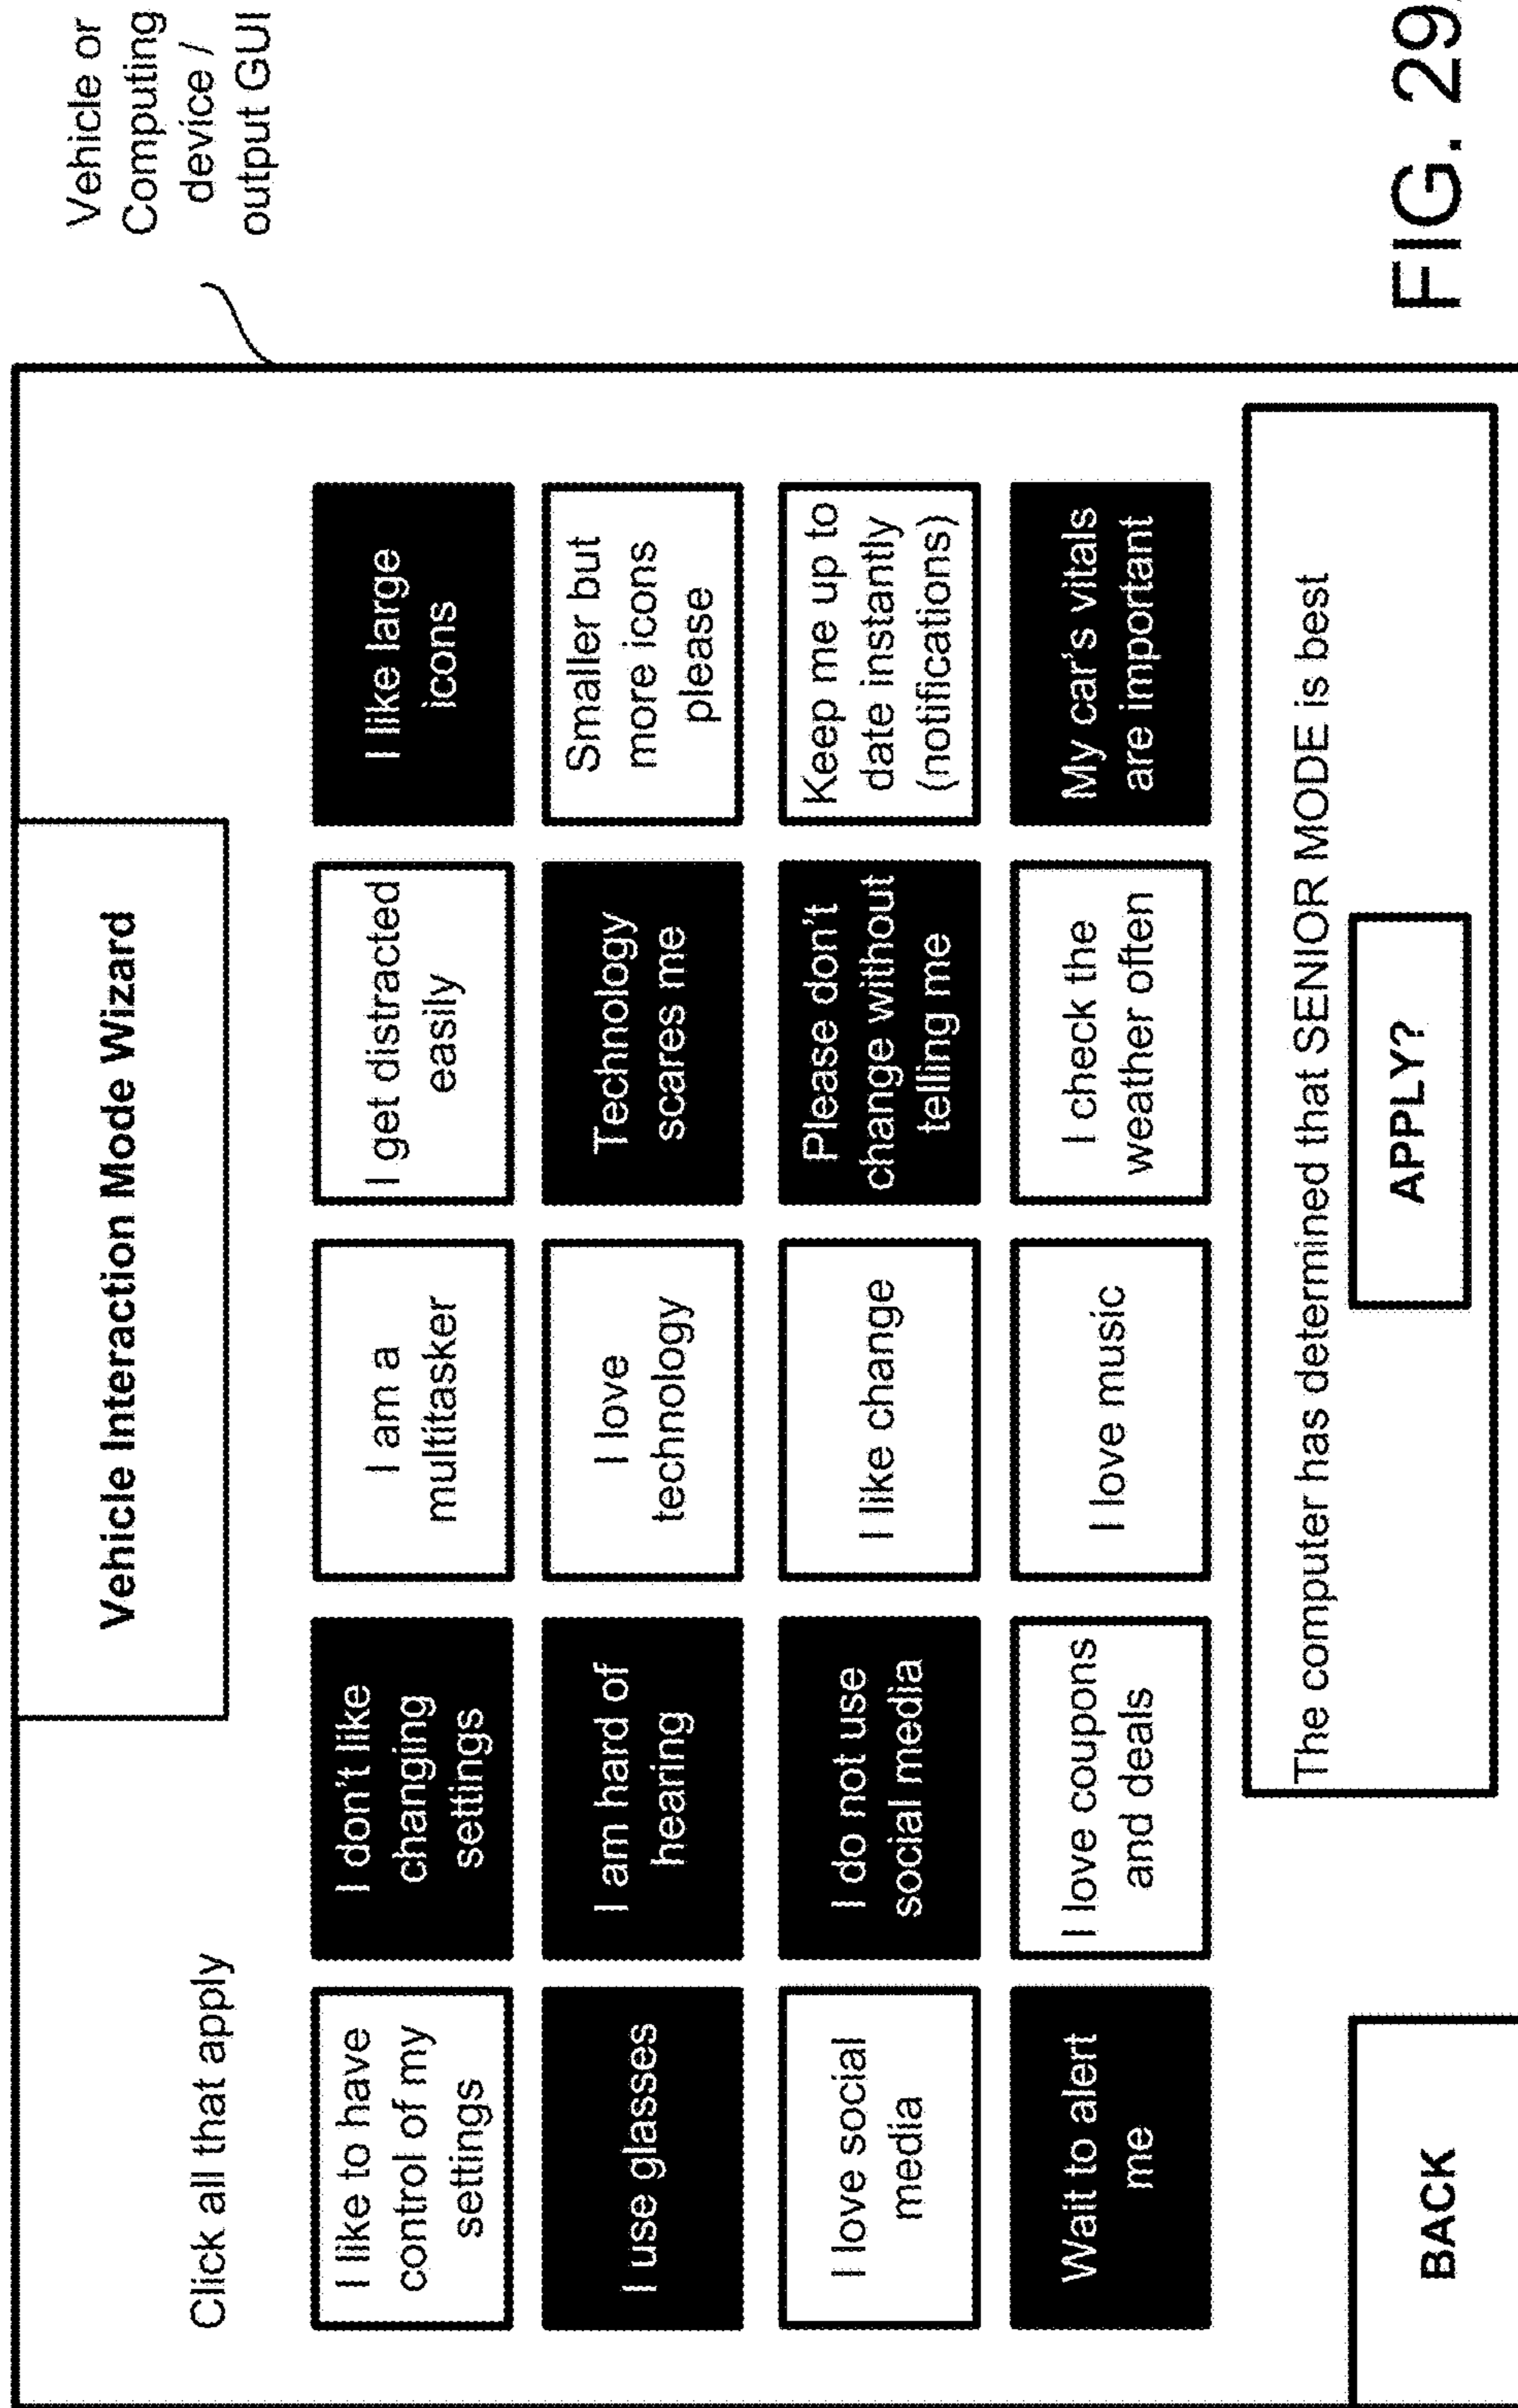 Vehicle or
Computing
device /
output GUI
Vehicle Interaction Mode Wizard
Click all that apply
I like to have
control of my
settings
I don't like
changing
settings
I am a
multitasker
I get distracted
easily
I like large
icons
I use glasses
I am hard of
hearing
I love
technology
Technology
scares me
Smaller but
more icons
please
I love social
media
I do not use
social media
I like change
Please don't
change without
telling me
Keep me up to
date instantly
(notifications)
Wait to alert
me
I love coupons
and deals
I love music
I check the
weather often
My car's vitals
are important
The computer has determined that SENIOR MODE is best
APPLY?
BACK
FIG. 29